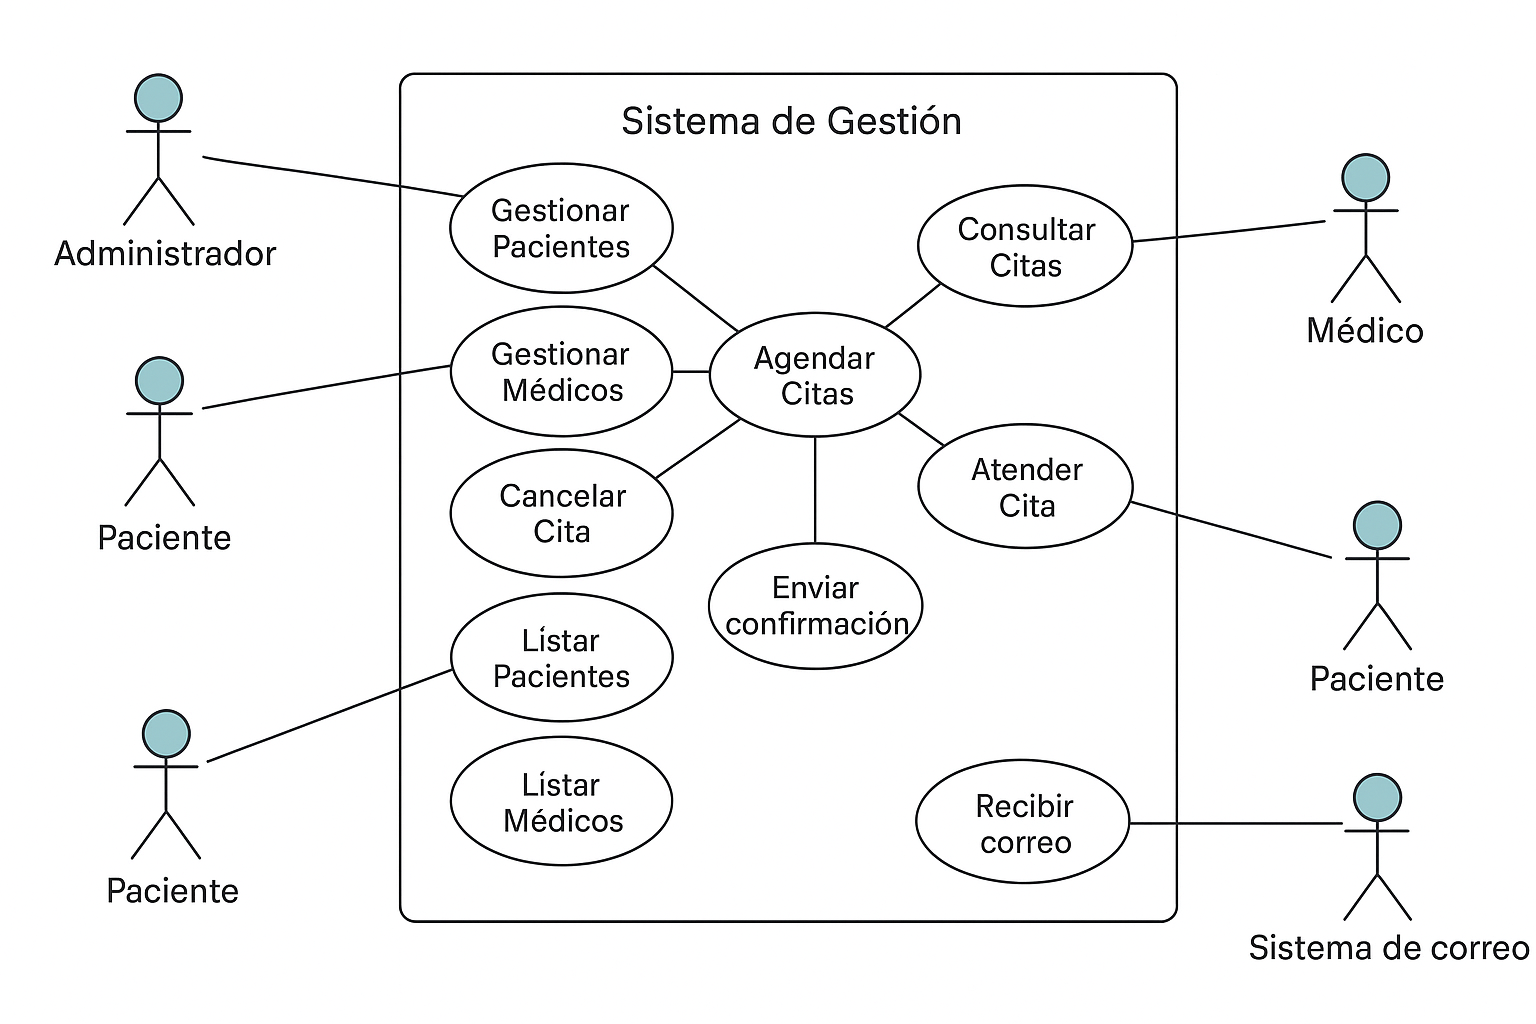 Sistema de Gestión
Administrador
Paciente
Paciente
Gestionar
Pacientes
Gestionar
Médicos
Cancelar
Cita
Lístar
Pacientes
Lístar
Médicos
Agendar
Citas
Enviar
confirmación
Consultar
Citas
Atender
Cita
Recibir
correo
Médico
Paciente
Sistema de correo